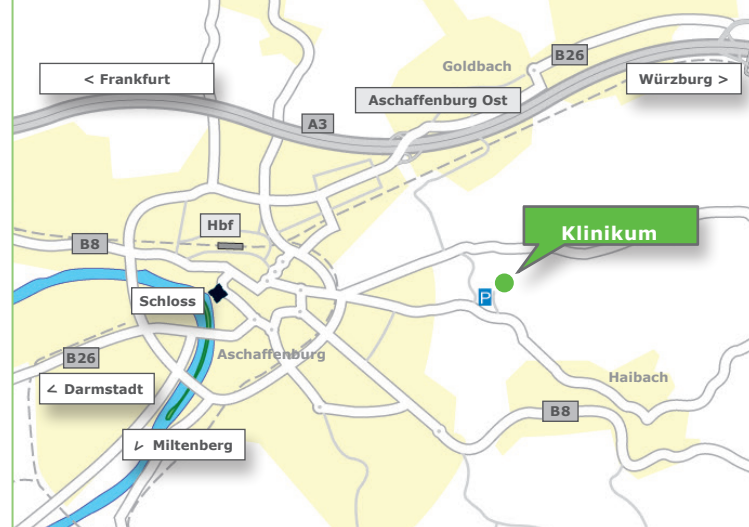 B26
Goldbach
< Frankfurt
Würzburg >
Aschaffenburg Ost
A3
Hbf
Klinikum
B8
P
Schloss
Aschaffenburg
B26
Haibach
< Darmstadt
B8
< Miltenberg